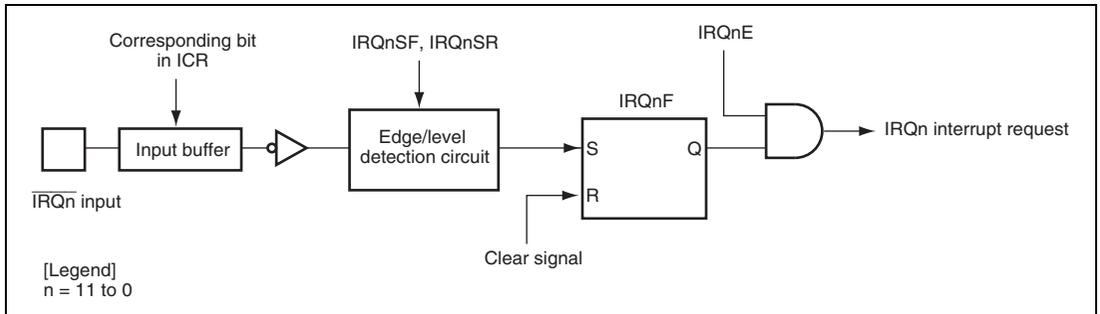 Corresponding bit
in ICR
IRQnSF, IRQnSR
IRQnE
IRQnF
Input buffer
Edge/level
detection circuit
S
Q
R
IRQn interrupt request
I̅R̅Q̅n̅ input
Clear signal
[Legend]
n = 11 to 0